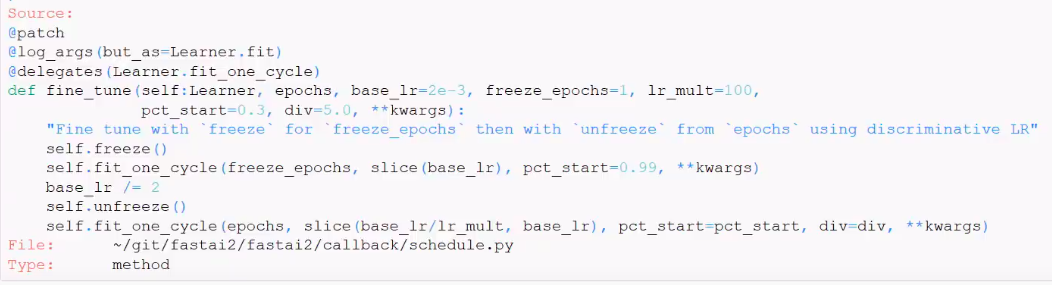 Source:
@patch
@log_args(but_as=Learner.fit)
@delegates(Learner.fit_one_cycle)
def fine_tune(self:Learner, epochs, base_lr=2e-3, freeze_epochs=1, lr_mult=100,
              pct_start=0.3, div=5.0, **kwargs):
    "Fine tune with `freeze` for `freeze_epochs` then with `unfreeze` from `epochs` using discriminative LR"
    self.freeze()
    self.fit_one_cycle(freeze_epochs, slice(base_lr), pct_start=0.99, **kwargs)
    base_lr /= 2
    self.unfreeze()
    self.fit_one_cycle(epochs, slice(base_lr/lr_mult, base_lr), pct_start=pct_start, div=div, **kwargs)
File:      ~/git/fastai2/fastai2/callback/schedule.py
Type:      method